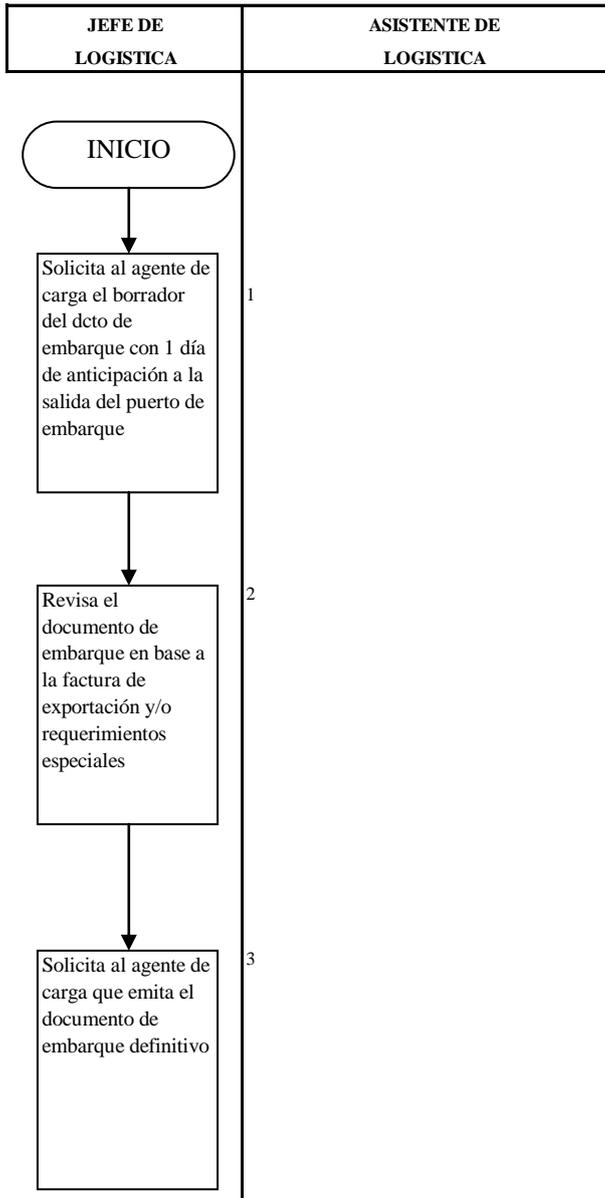 JEFE DE
LOGISTICA
ASISTENTE DE
LOGISTICA
INICIO
Solicita al agente de
carga el borrador
del dcto de
embarque con 1 día
de anticipación a la
salida del puerto de
embarque
1
Revisa el
documento de
embarque en base a
la factura de
exportación y/o
requerimientos
especiales
2
Solicita al agente de
carga que emita el
documento de
embarque definitivo
3